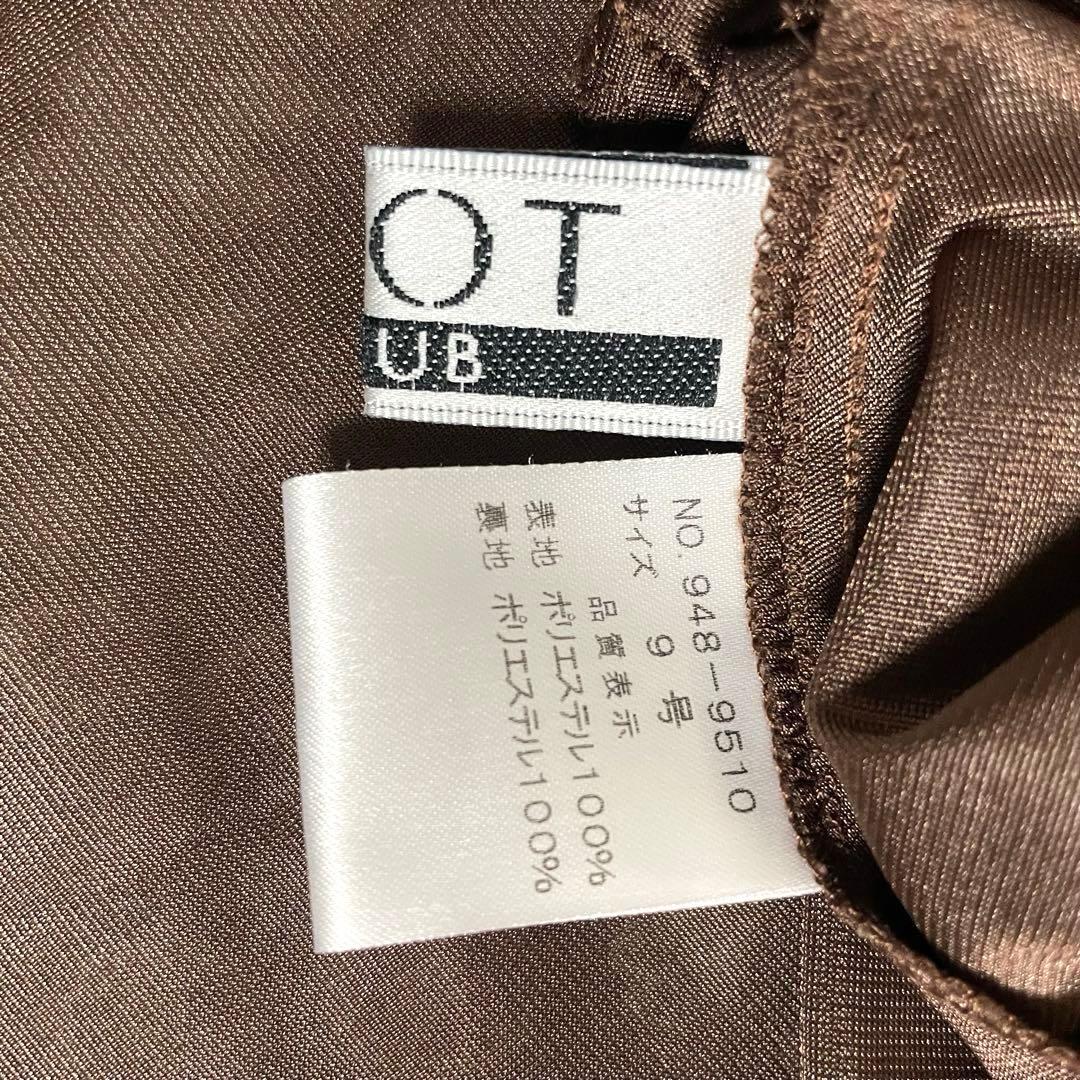 OT
UB
NO.948-9510
サイズ 9号
品質表示
表地 ポリエステル100%
裏地 ポリエステル100%